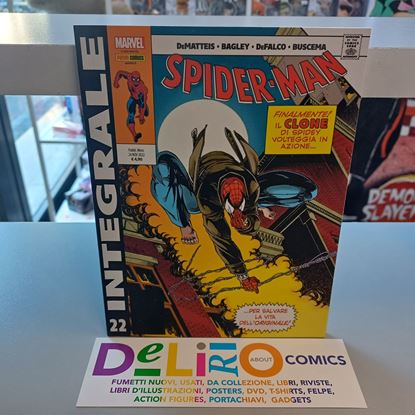 MARVEL
DeMATTEIS • BAGLEY • DeFALCO • BUSCEMA
SPIDER-MAN
INTEGRALE
22
FINALMENTE!
IL CLONE
DI SPIDEY
VOLTEGGIA IN
AZIONE...
...PER SALVARE
LA VITA
DELL'ORIGINALE!
DeLiRIO
ABOUT
COMICS
FUMETTI NUOVI, USATI, DA COLLEZIONE, LIBRI, RIVISTE,
LIBRI D'ILLUSTRAZIONI, POSTERS, DVD, T-SHIRTS, FELPE,
ACTION FIGURES, PORTACHIAVI, GADGETS
DEMON
SLAYER